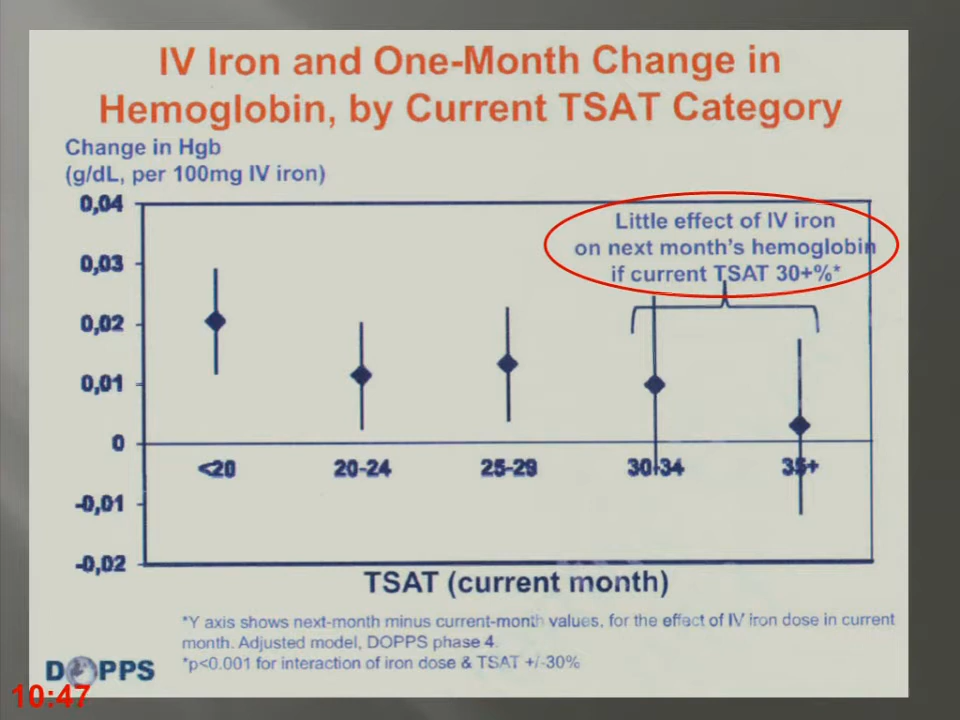 IV Iron and One-Month Change in
Hemoglobin, by Current TSAT Category
Change in Hgb
(g/dL, per 100mg IV iron)
0,04
0,03
0,02
0,01
0
-0,01
-0,02
Little effect of IV iron
on next month's hemoglobin
if current TSAT 30+%*
<20 20-24 25-29 30-34 35+
TSAT (current month)
*Y axis shows next-month minus current-month values, for the effect of IV iron dose in current
month. Adjusted model, DOPPS phase 4.
*p<0.001 for interaction of iron dose & TSAT +/-30%
DOPPS
10:47